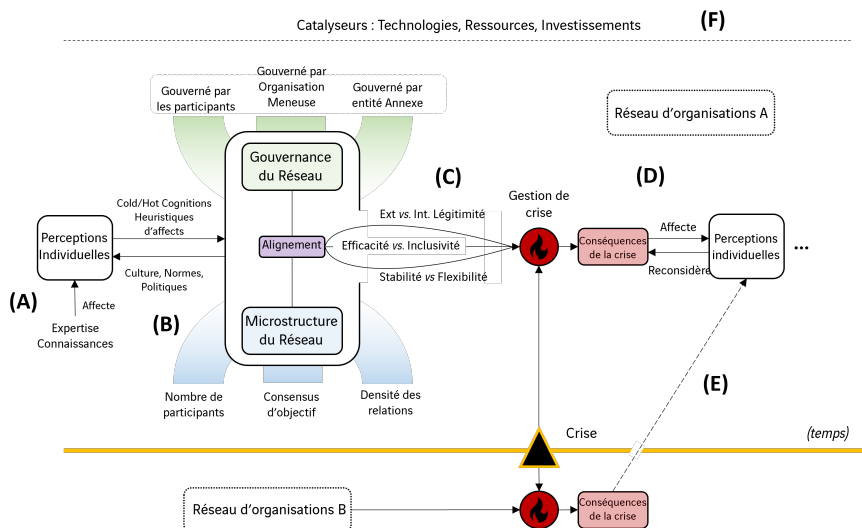 Catalyseurs : Technologies, Ressources, Investissements
(F)
Gouverné par
les participants
Gouverné par
Organisation
Meneuse
Gouverné par
entité Annexe
Réseau d'organisations A
Gouvernance
du Réseau
(C)
(D)
Cold/Hot Cognitions
Heuristiques
d'affects
Ext vs. Int. Légitimité
Gestion de
crise
Perceptions
Individuelles
Alignement
Efficacité vs. Inclusivité
Conséquences
de la crise
Affecte
Reconsidère
Perceptions
individuelles
...
Culture, Normes,
Politiques
Stabilité vs Flexibilité
(A)
Affecte
Expertise
Connaissances
(B)
Microstructure
du Réseau
Nombre de
participants
Consensus
d'objectif
Densité des
relations
(E)
Crise
(temps)
Réseau d'organisations B
Conséquences
de la crise